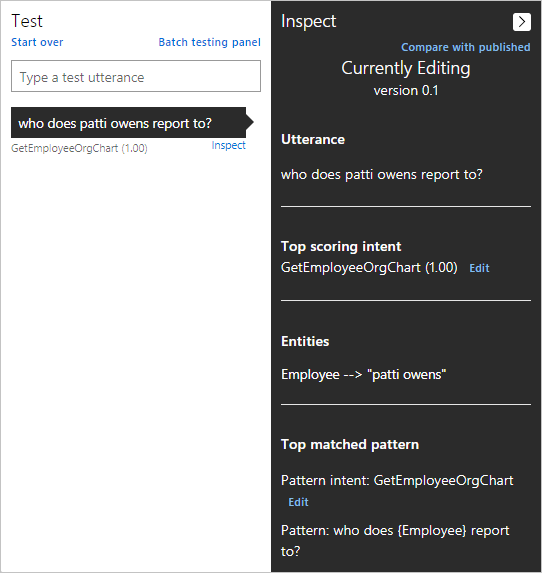 Test
Start over
Batch testing panel
Type a test utterance
who does patti owens report to?
GetEmployeeOrgChart (1.00)
Inspect
Inspect
Compare with published
Currently Editing
version 0.1
Utterance
who does patti owens report to?
Top scoring intent
GetEmployeeOrgChart (1.00) Edit
Entities
Employee --> "patti owens"
Top matched pattern
Pattern intent: GetEmployeeOrgChart
Edit
Pattern: who does {Employee} report
to?